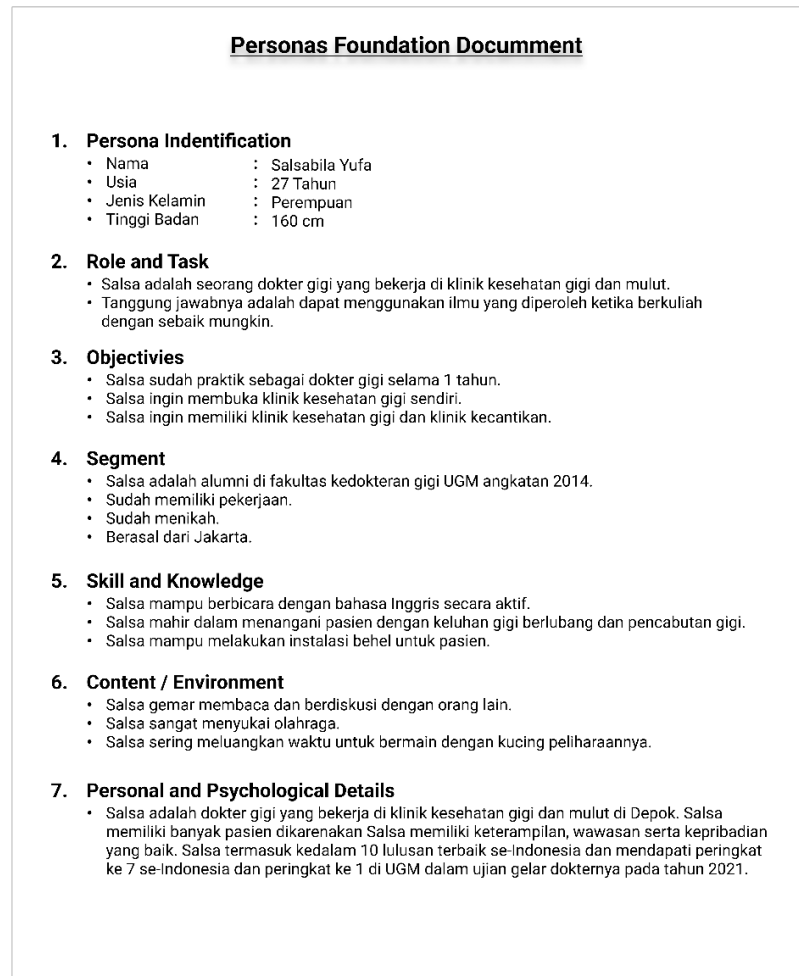 Personas Foundation Documment
1. Persona Indentification
• Nama : Salsabila Yufa
• Usia : 27 Tahun
• Jenis Kelamin : Perempuan
• Tinggi Badan : 160 cm
2. Role and Task
• Salsa adalah seorang dokter gigi yang bekerja di klinik kesehatan gigi dan mulut.
• Tanggung jawabnya adalah dapat menggunakan ilmu yang diperoleh ketika berkuliah
dengan sebaik mungkin.
3. Objectivies
• Salsa sudah praktik sebagai dokter gigi selama 1 tahun.
• Salsa ingin membuka klinik kesehatan gigi sendiri.
• Salsa ingin memiliki klinik kesehatan gigi dan klinik kecantikan.
4. Segment
• Salsa adalah alumni di fakultas kedokteran gigi UGM angkatan 2014.
• Sudah memiliki pekerjaan.
• Sudah menikah.
• Berasal dari Jakarta.
5. Skill and Knowledge
• Salsa mampu berbicara dengan bahasa Inggris secara aktif.
• Salsa mahir dalam menangani pasien dengan keluhan gigi berlubang dan pencabutan gigi.
• Salsa mampu melakukan instalasi behel untuk pasien.
6. Content / Environment
• Salsa gemar membaca dan berdiskusi dengan orang lain.
• Salsa sangat menyukai olahraga.
• Salsa sering meluangkan waktu untuk bermain dengan kucing peliharaannya.
7. Personal and Psychological Details
• Salsa adalah dokter gigi yang bekerja di klinik kesehatan gigi dan mulut di Depok. Salsa
memiliki banyak pasien dikarenakan Salsa memiliki keterampilan, wawasan serta kepribadian
yang baik. Salsa termasuk kedalam 10 lulusan terbaik se-Indonesia dan mendapati peringkat
ke 7 se-Indonesia dan peringkat ke 1 di UGM dalam ujian gelar dokternya pada tahun 2021.